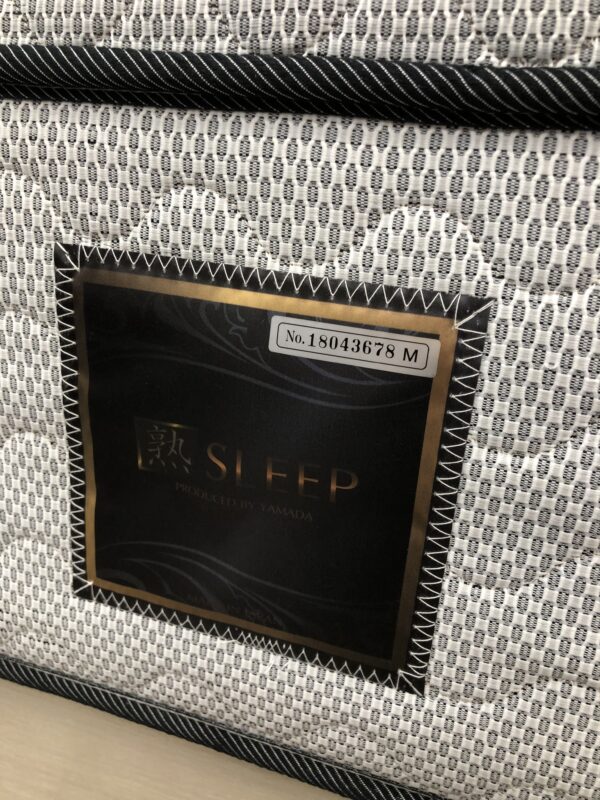 No.18043678 M
熟 SLEEP
PRODUCED BY YAMADA